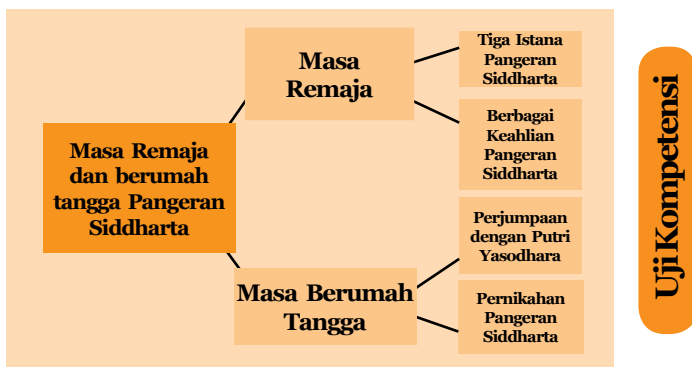 Masa Remaja
dan berumah
tangga Pangeran
Siddharta
Masa
Remaja
Tiga Istana
Pangeran
Siddharta
Berbagai
Keahlian
Pangeran
Siddharta
Masa Berumah
Tangga
Perjumpaan
dengan Putri
Yasodhara
Pernikahan
Pangeran
Siddharta
Uji Kompetensi